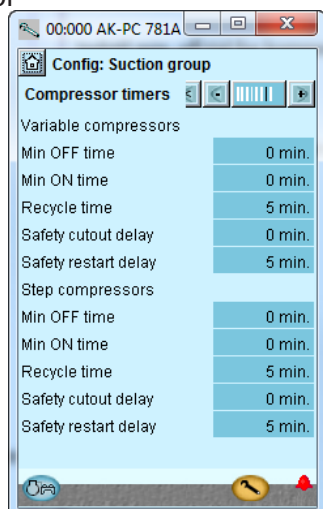 or
00:000 AK-PC 781A
Config: Suction group
Compressor timers
Variable compressors
Min OFF time 0 min.
Min ON time 0 min.
Recycle time 5 min.
Safety cutout delay 0 min.
Safety restart delay 5 min.
Step compressors
Min OFF time 0 min.
Min ON time 0 min.
Recycle time 5 min.
Safety cutout delay 0 min.
Safety restart delay 5 min.